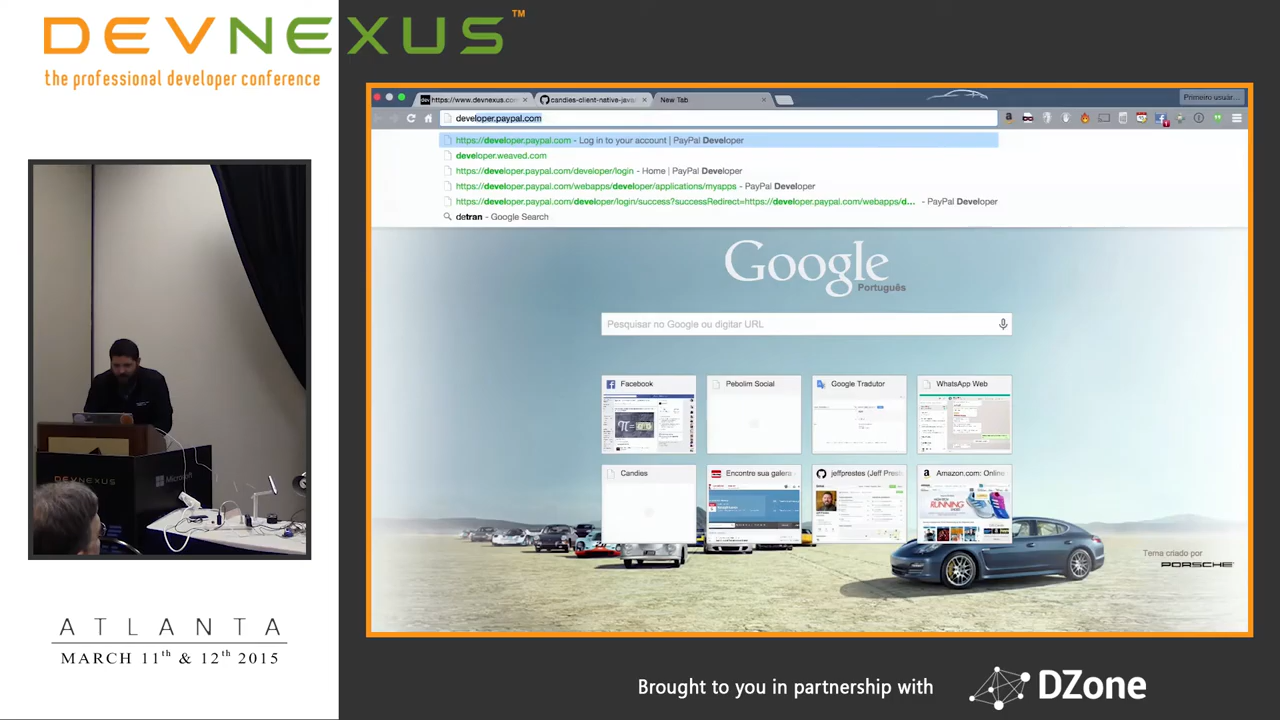 DEVNEXUS™
the professional developer conference
https://www.devnexus.com
candies-client-native-java
New Tab
Primeiro usuár...
developer.paypal.com
https://developer.paypal.com - Log in to your account | PayPal Developer
developer.weaved.com
https://developer.paypal.com/developer/login - Home | PayPal Developer
https://developer.paypal.com/webapps/developer/applications/myapps - PayPal Developer
https://developer.paypal.com/developer/login/success?successRedirect=https://developer.paypal.com/webapps/d... - PayPal Developer
detran - Google Search
Google
Português
Pesquisar no Google ou digitar URL
Facebook
Pebolim Social
Google Tradutor
WhatsApp Web
Candies
Encontre sua galera
jeffprestes (Jeff Prest
Amazon.com: Online
RUNNING
Tema criado por
PORSCHE
DEVNEXUS
Microsoft
ATLANTA
MARCH 11th & 12th 2015
Brought to you in partnership with
DZone